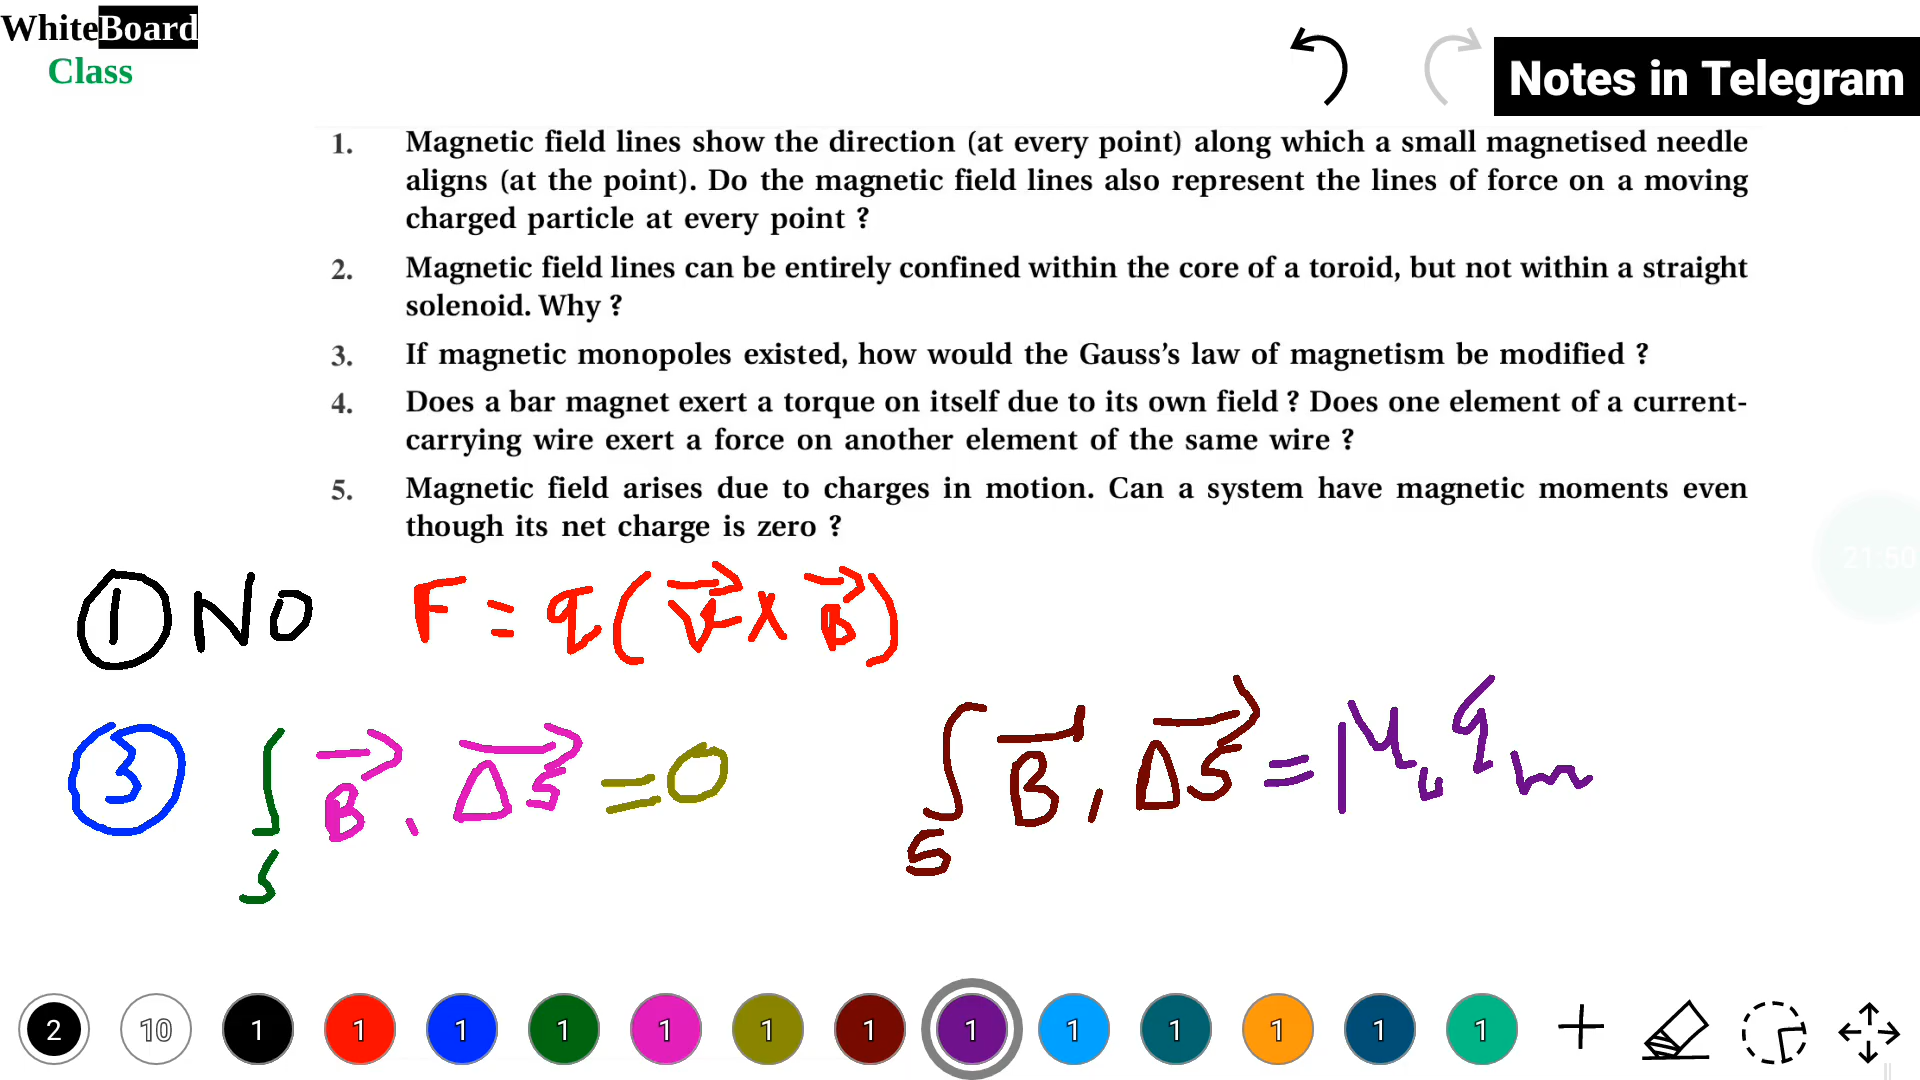 WhiteBoard
Class
Notes in Telegram
1. Magnetic field lines show the direction (at every point) along which a small magnetised needle
aligns (at the point). Do the magnetic field lines also represent the lines of force on a moving
charged particle at every point ?
2. Magnetic field lines can be entirely confined within the core of a toroid, but not within a straight
solenoid. Why ?
3. If magnetic monopoles existed, how would the Gauss’s law of magnetism be modified ?
4. Does a bar magnet exert a torque on itself due to its own field ? Does one element of a current-
carrying wire exert a force on another element of the same wire ?
5. Magnetic field arises due to charges in motion. Can a system have magnetic moments even
though its net charge is zero ?
21:50
① NO F = q(v⃗ × B⃗)
③ ∫ₛ B⃗ . Δs⃗ = 0 ∫ₛ B⃗ . Δs⃗ = μ₀qₘ
2 10 1 1 1 1 1 1 1 1 1 1 1 1 1